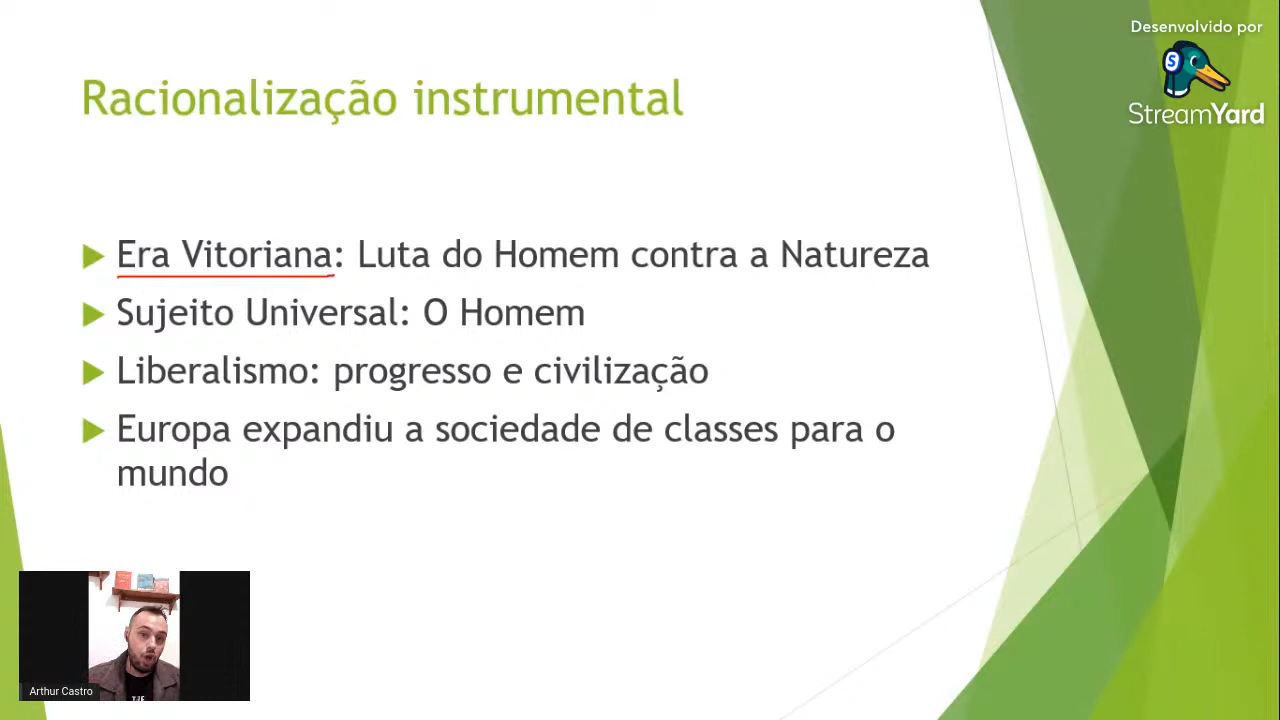 Desenvolvido por
S
StreamYard
Racionalização instrumental
Era Vitoriana: Luta do Homem contra a Natureza
Sujeito Universal: O Homem
Liberalismo: progresso e civilização
Europa expandiu a sociedade de classes para o
mundo
Arthur Castro